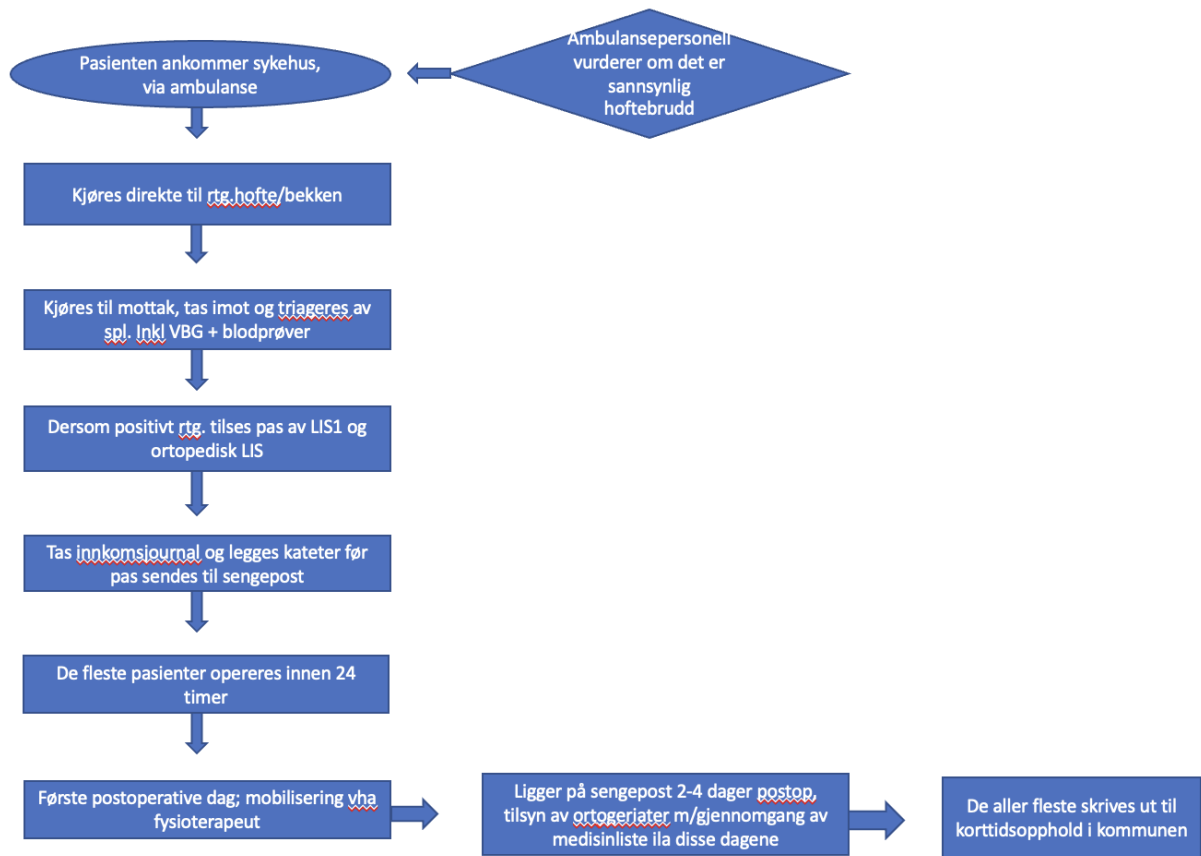 Ambulansepersonell
vurderer om det er
sannsynlig
hoftebrudd
Pasienten ankommer sykehus,
via ambulanse
Kjøres direkte til rtg.hofte/bekken
Kjøres til mottak, tas imot og triageres av
spl. Inkl VBG + blodprøver
Dersom positivt rtg. tilses pas av LIS1 og
ortopedisk LIS
Tas innkomsjournal og legges kateter før
pas sendes til sengepost
De fleste pasienter opereres innen 24
timer
Første postoperative dag; mobilisering vha
fysioterapeut
Ligger på sengepost 2-4 dager postop,
tilsyn av ortogeriater m/gjennomgang av
medisinliste ila disse dagene
De aller fleste skrives ut til
korttidsopphold i kommunen